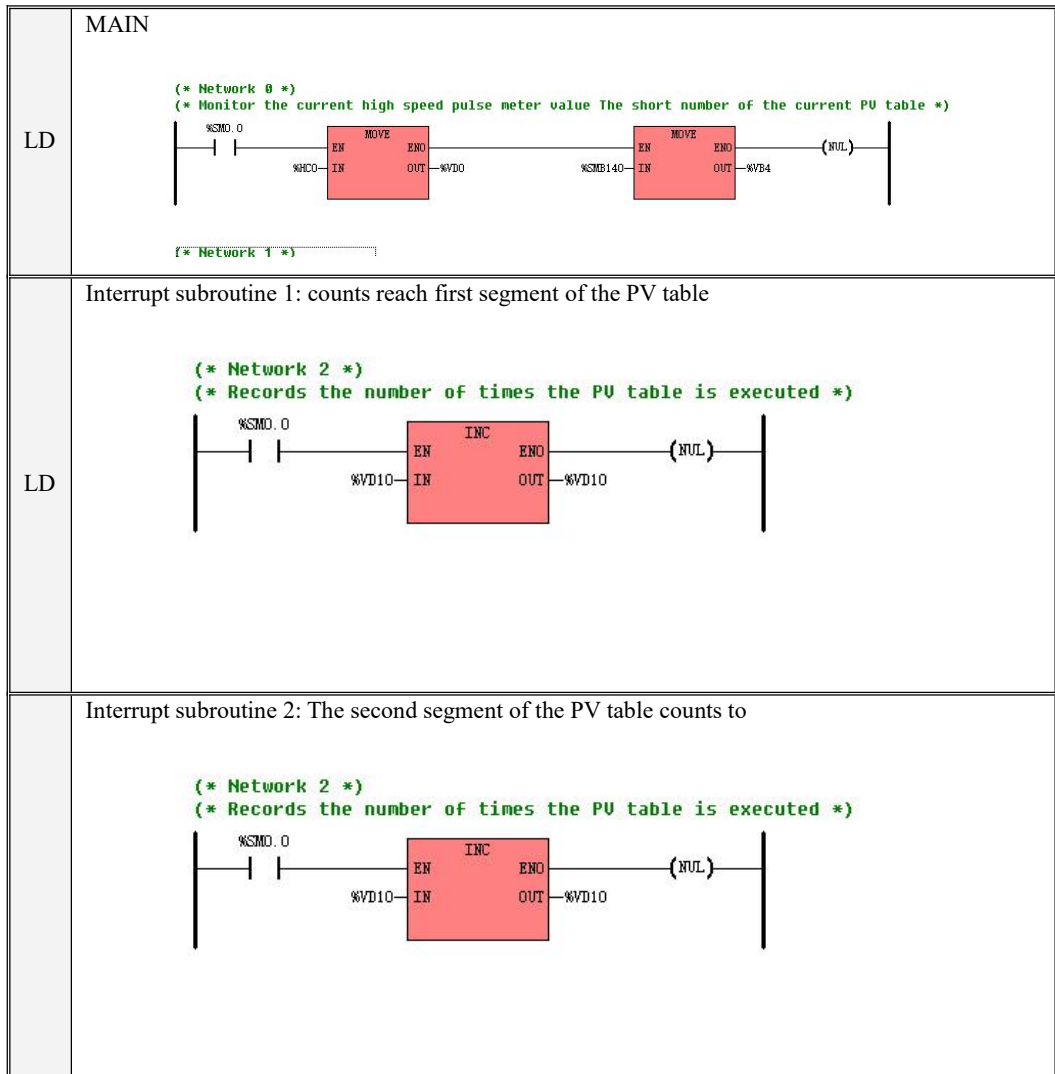 MAIN
(* Network 0 *)
(* Monitor the current high speed pulse meter value The short number of the current PV table *)
LD
%SM0.0
MOVE
MOVE
EN ENO
EN ENO
(NUL)
%HC0 IN OUT %VD0
%SMB140 IN OUT %VB4
(* Network 1 *)
Interrupt subroutine 1: counts reach first segment of the PV table
(* Network 2 *)
(* Records the number of times the PV table is executed *)
%SM0.0
INC
EN ENO
(NUL)
LD
%VD10 IN OUT %VD10
Interrupt subroutine 2: The second segment of the PV table counts to
(* Network 2 *)
(* Records the number of times the PV table is executed *)
%SM0.0
INC
EN ENO
(NUL)
%VD10 IN OUT %VD10